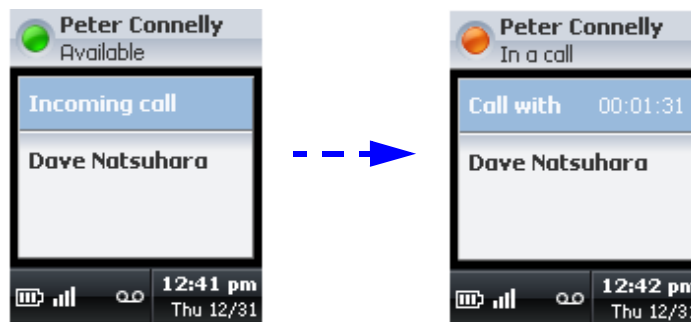 Peter Connelly
Available
Incoming call
Dave Natsuhara
12:41 pm
Thu 12/31
Peter Connelly
In a call
Call with 00:01:31
Dave Natsuhara
12:42 pm
Thu 12/31